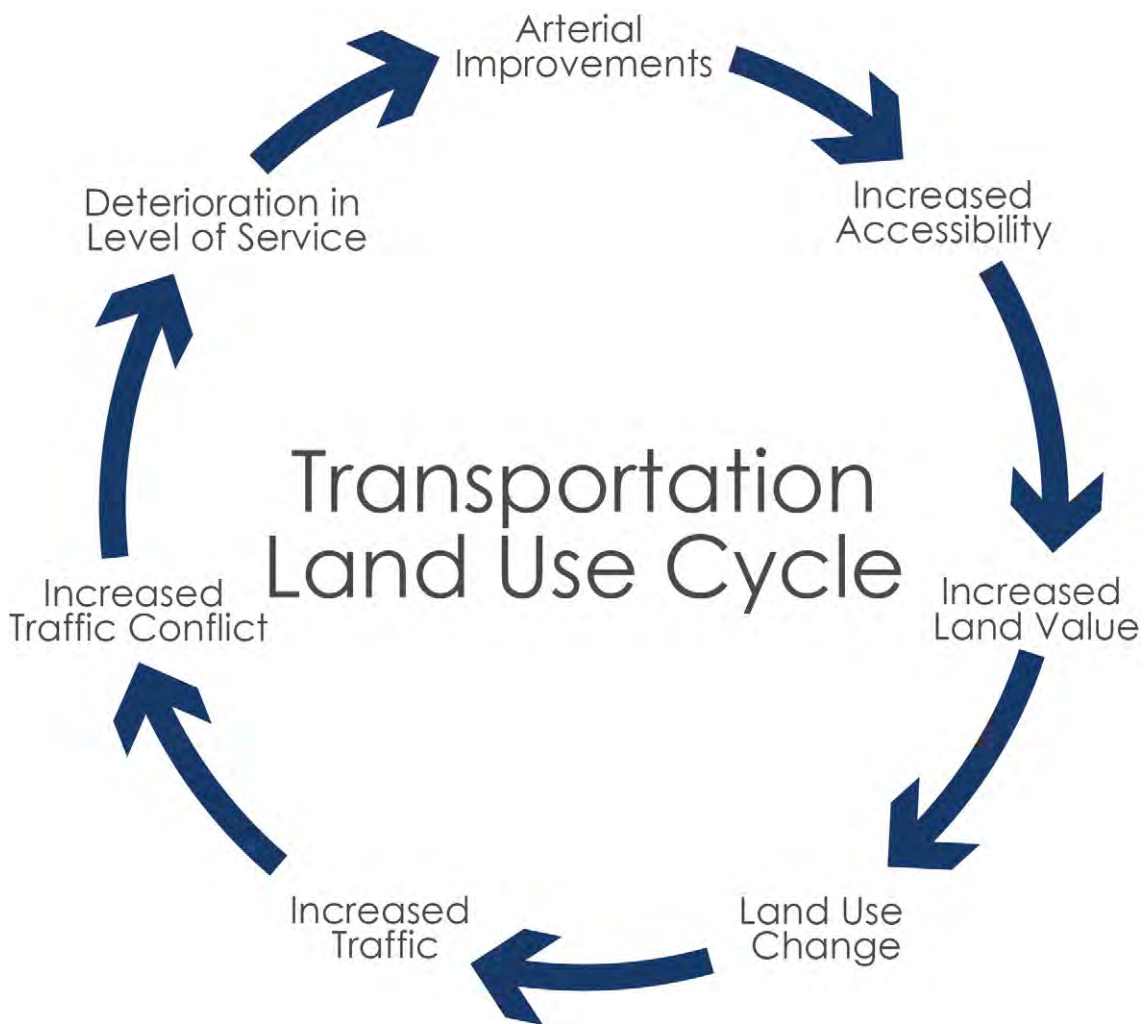 Arterial
Improvements
Increased
Accessibility
Increased
Land Value
Land Use
Change
Increased
Traffic
Increased
Traffic Conflict
Deterioration in
Level of Service
Transportation
Land Use Cycle